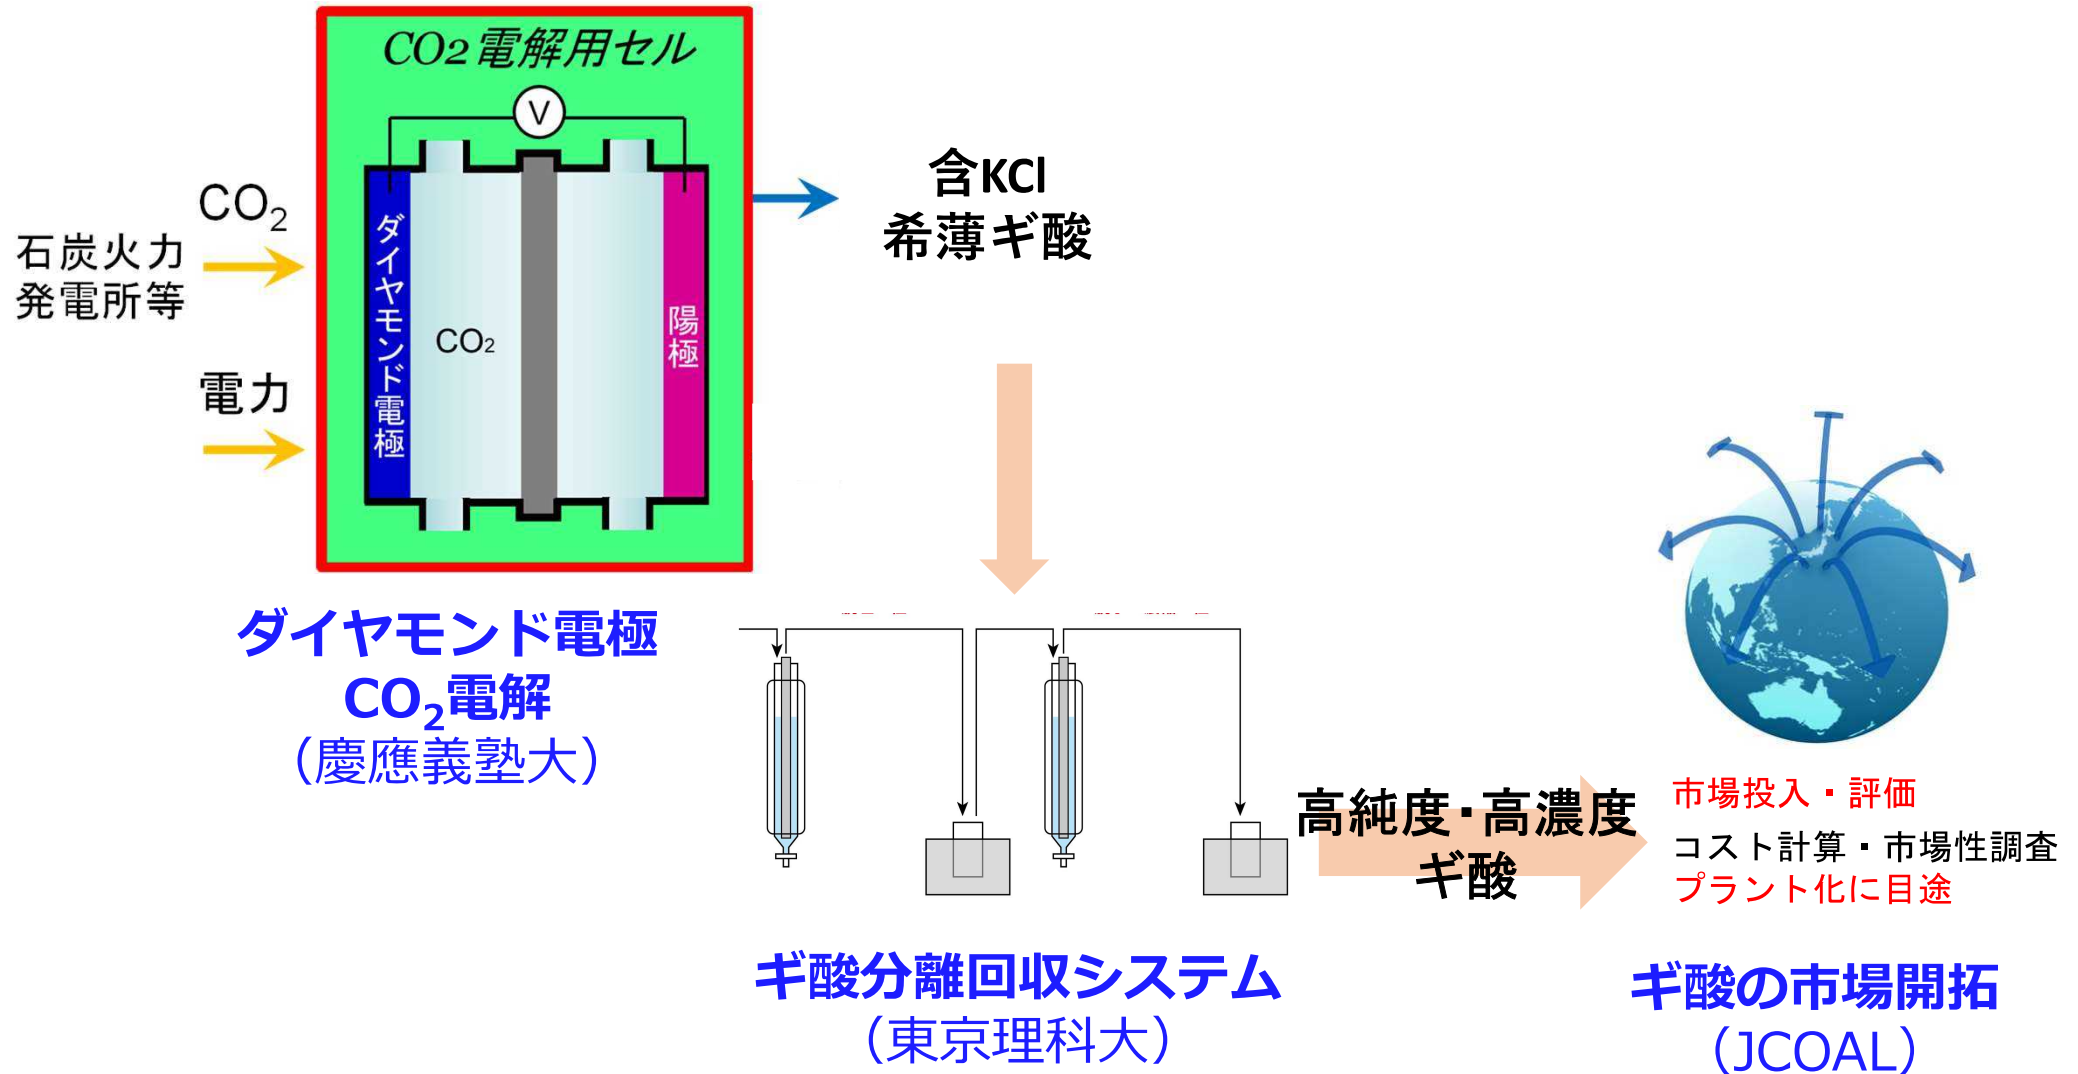 CO2電解用セル
V
CO2
石炭火力
発電所等
電力
ダイヤモンド電極
CO2
陽極
含KCl
希薄ギ酸
ダイヤモンド電極
CO2電解
（慶應義塾大）
高純度・高濃度
ギ酸
市場投入・評価
コスト計算・市場性調査
プラント化に目途
ギ酸分離回収システム
（東京理科大）
ギ酸の市場開拓
（JCOAL）